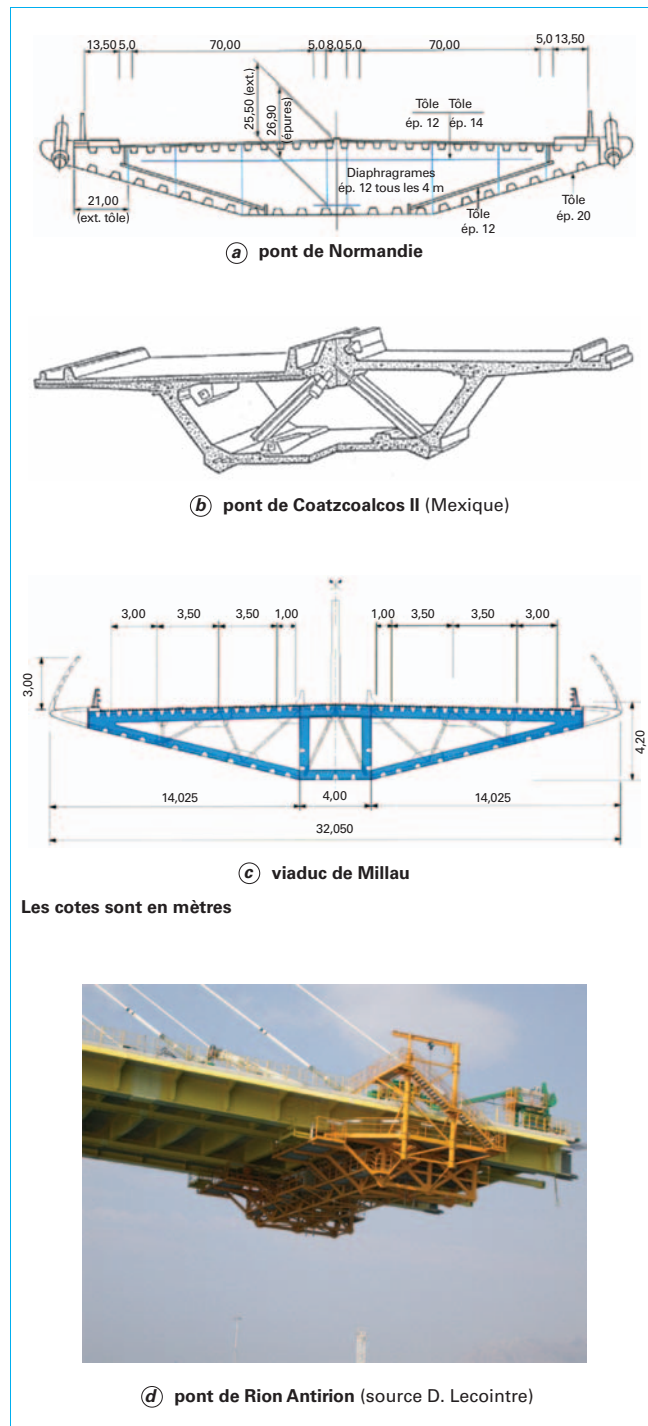 13,50 5,0 70,00 5,0 8,0 5,0 70,00 5,0 13,50
25,50 (ext.)
26,90
(épures)
Tôle Tôle
ép. 12 ép. 14
Diaphragrames
ép. 12 tous les 4 m
21,00
(ext. tôle)
Tôle
ép. 12
Tôle
ép. 20
a pont de Normandie
b pont de Coatzcoalcos II (Mexique)
3,00 3,50 3,50 1,00 1,00 3,50 3,50 3,00
3,00
4,20
14,025 4,00 14,025
32,050
c viaduc de Millau
Les cotes sont en mètres
d pont de Rion Antirion (source D. Lecointre)